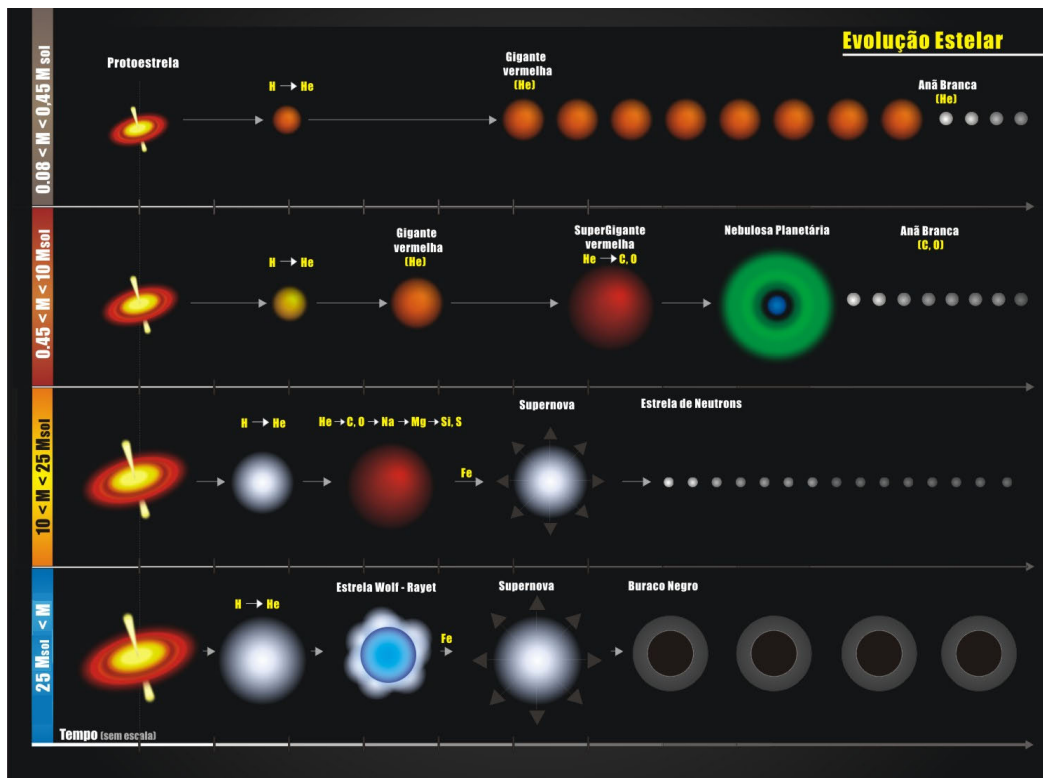 Evolução Estelar
0.08 < M < 0,45 M sol
Protoestrela
H → He
Gigante
vermelha
(He)
Anã Branca
(He)
0.45 < M < 10 Msol
H → He
Gigante
vermelha
(He)
SuperGigante
vermelha
He → C, O
Nebulosa Planetária
Anã Branca
(C, O)
10 < M < 25 Msol
H → He
He → C, O → Na → Mg → Si, S
Fe
Supernova
Estrela de Neutrons
25 Msol < M
H → He
Estrela Wolf - Rayet
Fe
Supernova
Buraco Negro
Tempo (sem escala)